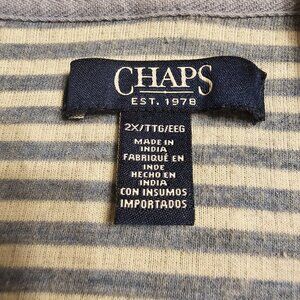 CHAPS
EST. 1978
2X/TTG/EEG
MADE IN
INDIA
FABRIQUÉ EN
INDE
HECHO EN
INDIA
CON INSUMOS
IMPORTADOS